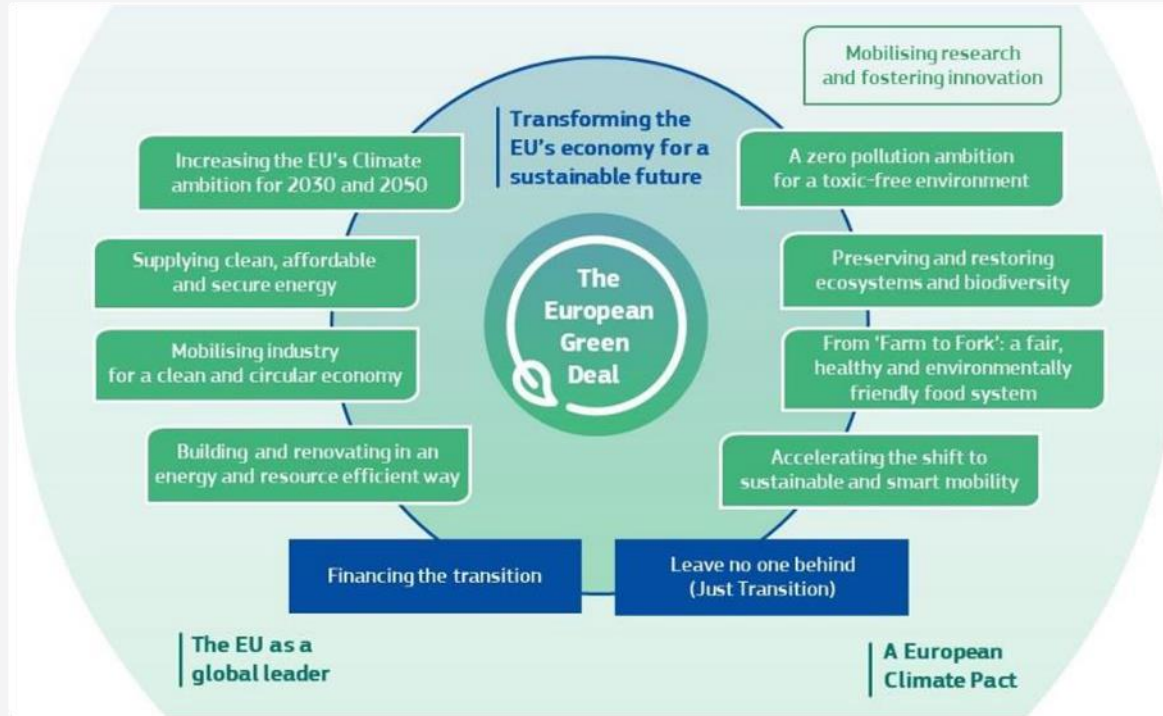 Mobilising research
and fostering innovation
Transforming the
EU's economy for a
sustainable future
Increasing the EU's Climate
ambition for 2030 and 2050
A zero pollution ambition
for a toxic-free environment
Supplying clean, affordable
and secure energy
Preserving and restoring
ecosystems and biodiversity
The
European
Green
Deal
Mobilising industry
for a clean and circular economy
From 'Farm to Fork': a fair,
healthy and environmentally
friendly food system
Building and renovating in an
energy and resource efficient way
Accelerating the shift to
sustainable and smart mobility
Financing the transition
Leave no one behind
(Just Transition)
The EU as a
global leader
A European
Climate Pact